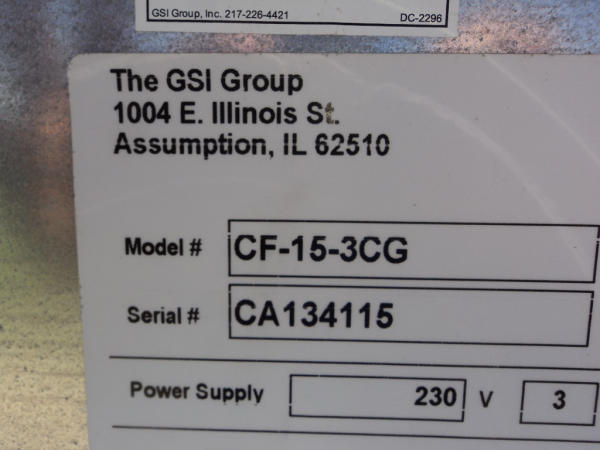 GSI Group, Inc. 217-226-4421 DC-2296
The GSI Group
1004 E. Illinois St.
Assumption, IL 62510
Model # CF-15-3CG
Serial # CA134115
Power Supply 230 V 3